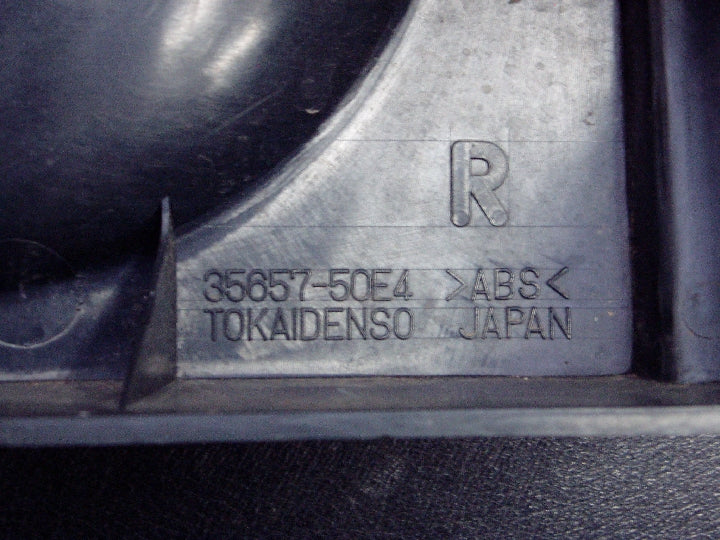 R
35657-50E4 >ABS<
TOKAIDENSO JAPAN